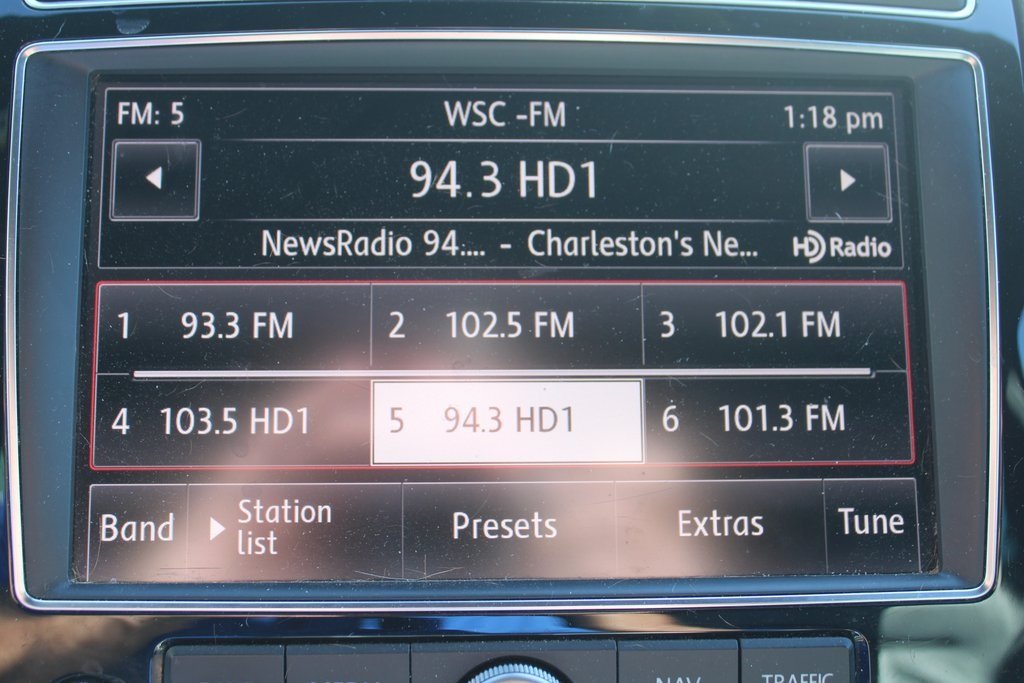 FM: 5 WSC -FM 1:18 pm
94.3 HD1
NewsRadio 94.... - Charleston's Ne... HD Radio
1 93.3 FM 2 102.5 FM 3 102.1 FM
4 103.5 HD1 5 94.3 HD1 6 101.3 FM
Band Station list Presets Extras Tune
NAV TRAFFIC